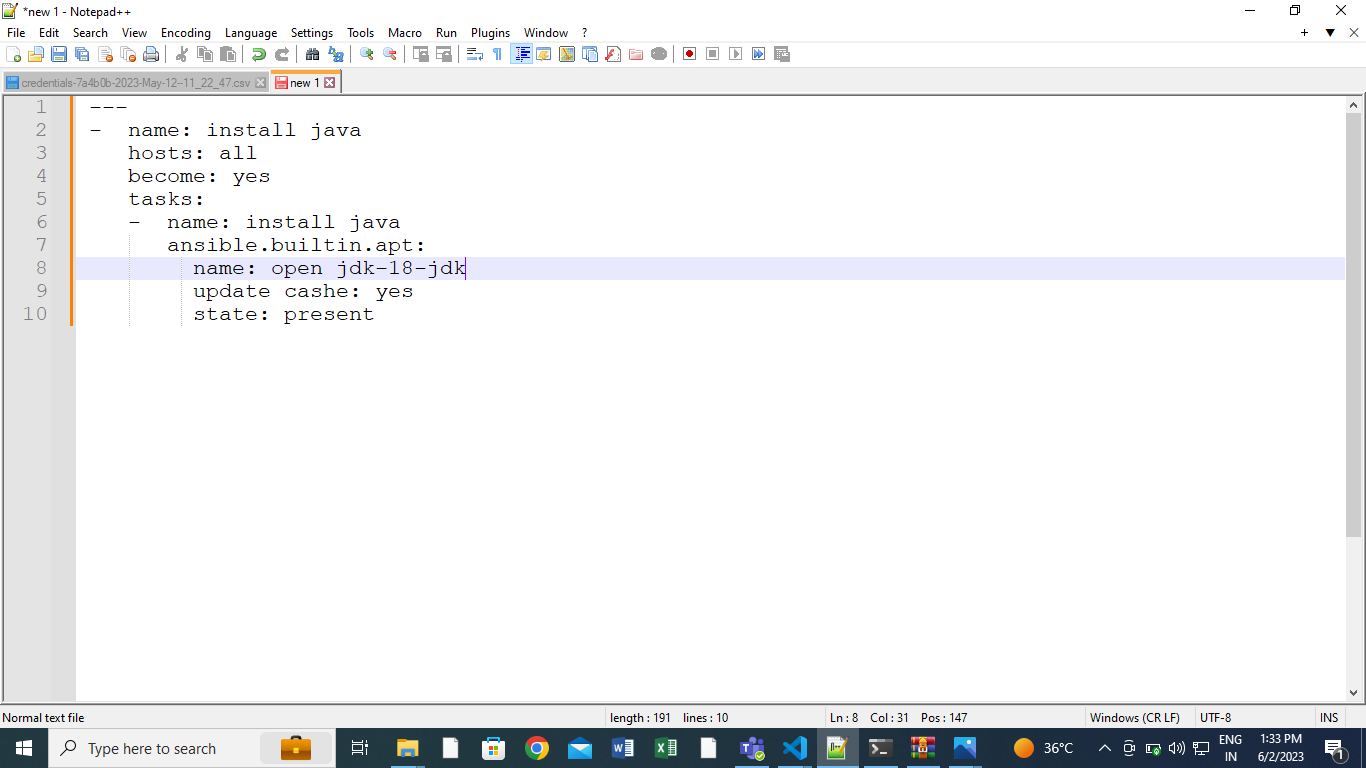 *new 1 - Notepad++
File Edit Search View Encoding Language Settings Tools Macro Run Plugins Window ?
credentials-7a4b0b-2023-May-12--11_22_47.csv new 1
1 ---
2 -  name: install java
3    hosts: all
4    become: yes
5    tasks:
6    -  name: install java
7       ansible.builtin.apt:
8         name: open jdk-18-jdk
9         update cashe: yes
10         state: present
Normal text file length : 191 lines : 10 Ln : 8 Col : 31 Pos : 147 Windows (CR LF) UTF-8 INS
Type here to search 36°C ENG 1:33 PM
IN 6/2/2023 1